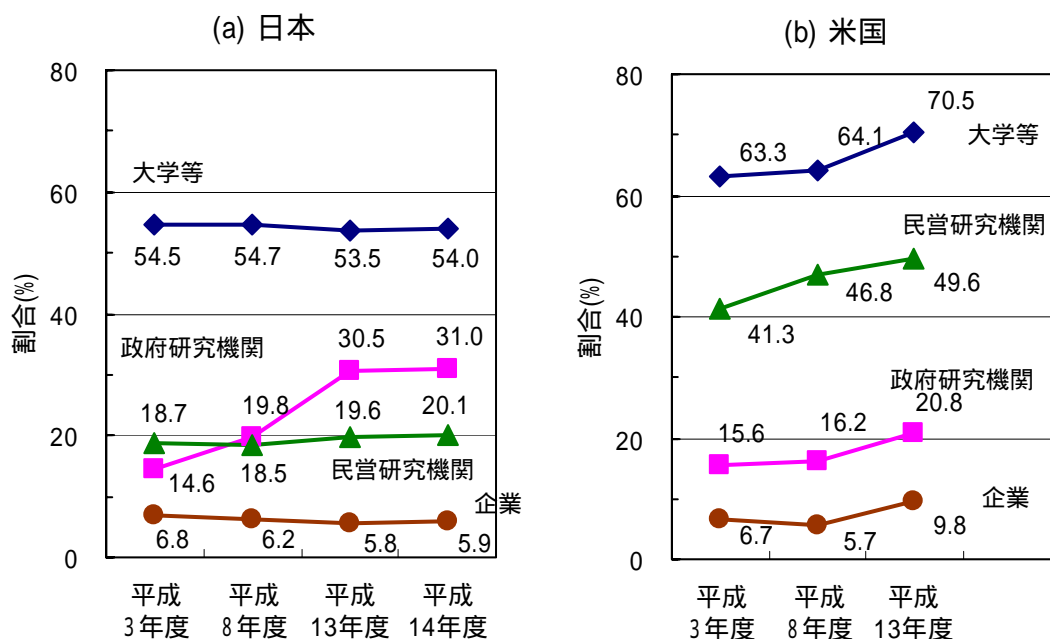 (a) 日本
80
60
40
20
0
割合(%)
大学等
54.5 54.7 53.5 54.0
政府研究機関
30.5 31.0
18.7 19.8 19.6 20.1
14.6 18.5
民営研究機関
企業
6.8 6.2 5.8 5.9
平成 平成 平成 平成
3年度 8年度 13年度 14年度
(b) 米国
80
60
40
20
0
割合(%)
70.5
63.3 64.1
大学等
民営研究機関
41.3 46.8 49.6
政府研究機関
15.6 16.2 20.8
企業
6.7 5.7 9.8
平成 平成 平成
3年度 8年度 13年度